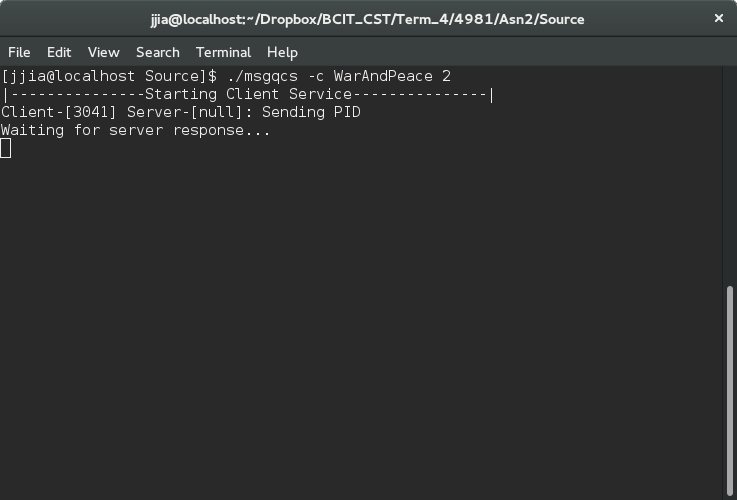 jjia@localhost:~/Dropbox/BCIT_CST/Term_4/4981/Asn2/Source
File Edit View Search Terminal Help
[jjia@localhost Source]$ ./msgqcs -c WarAndPeace 2
|---------------Starting Client Service---------------|
Client-[3041] Server-[null]: Sending PID
Waiting for server response...